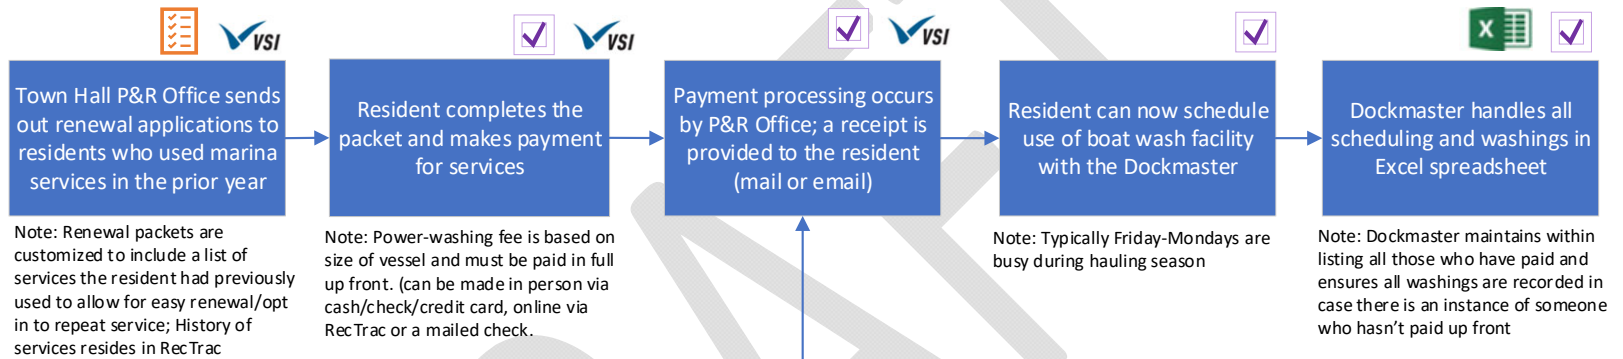 VSI
VSI
VSI
Town Hall P&R Office sends
out renewal applications to
residents who used marina
services in the prior year
Resident completes the
packet and makes payment
for services
Payment processing occurs
by P&R Office; a receipt is
provided to the resident
(mail or email)
Resident can now schedule
use of boat wash facility
with the Dockmaster
Dockmaster handles all
scheduling and washings in
Excel spreadsheet
Note: Renewal packets are
customized to include a list of
services the resident had previously
used to allow for easy renewal/opt
in to repeat service; History of
services resides in RecTrac
Note: Power-washing fee is based on
size of vessel and must be paid in full
up front. (can be made in person via
cash/check/credit card, online via
RecTrac or a mailed check.
Note: Typically Friday-Mondays are
busy during hauling season
Note: Dockmaster maintains within
listing all those who have paid and
ensures all washings are recorded in
case there is an instance of someone
who hasn't paid up front